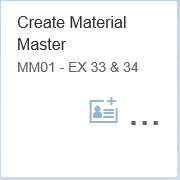 Create Material
Master
MM01 - EX 33 & 34
...